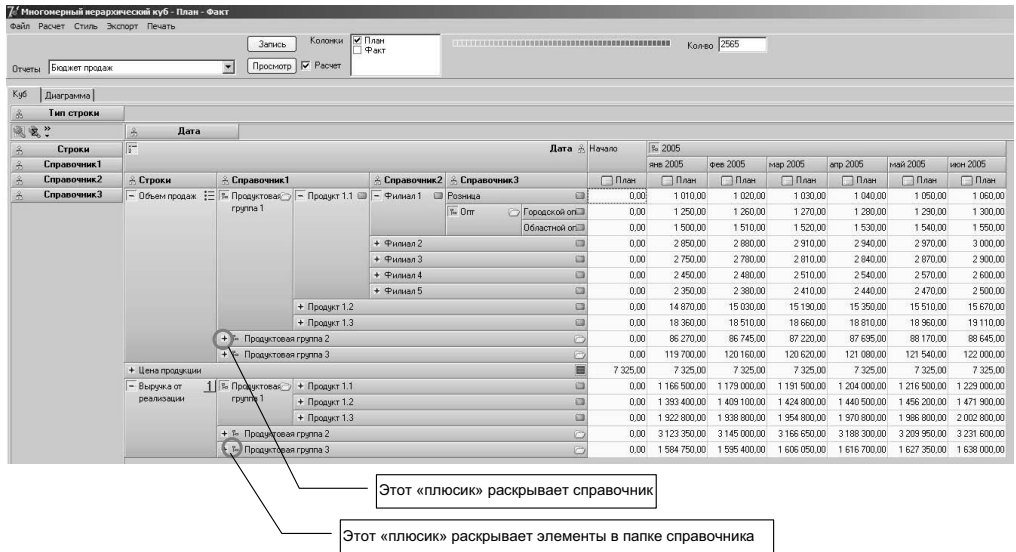 Многомерный иерархический куб - План - Факт
Файл Расчет Стиль Экспорт Печать
Запись Колонки План Кол-во 2565
Факт
Отчеты Бюджет продаж Просмотр Расчет
Куб Диаграмма
Тип строки
Дата
Строки Дата Начало 2005
Справочник1 янв 2005 фев 2005 мар 2005 апр 2005 май 2005 июн 2005
Справочник2 Строки Справочник1 Справочник2 Справочник3 План План План План План План План
Справочник3 − Объем продаж Продуктовая − Продукт 1.1 − Филиал 1 Розница 0,00 1 010,00 1 020,00 1 030,00 1 040,00 1 050,00 1 060,00
группа 1 Опт Городской оп 0,00 1 250,00 1 260,00 1 270,00 1 280,00 1 290,00 1 300,00
Областной оп 0,00 1 500,00 1 510,00 1 520,00 1 530,00 1 540,00 1 550,00
+ Филиал 2 0,00 2 850,00 2 880,00 2 910,00 2 940,00 2 970,00 3 000,00
+ Филиал 3 0,00 2 750,00 2 780,00 2 810,00 2 840,00 2 870,00 2 900,00
+ Филиал 4 0,00 2 450,00 2 480,00 2 510,00 2 540,00 2 570,00 2 600,00
+ Филиал 5 0,00 2 350,00 2 380,00 2 410,00 2 440,00 2 470,00 2 500,00
+ Продукт 1.2 0,00 14 870,00 15 030,00 15 190,00 15 350,00 15 510,00 15 670,00
+ Продукт 1.3 0,00 18 360,00 18 510,00 18 660,00 18 810,00 18 960,00 19 110,00
+ Продуктовая группа 2 0,00 86 270,00 86 745,00 87 220,00 87 695,00 88 170,00 88 645,00
+ Продуктовая группа 3 0,00 119 700,00 120 160,00 120 620,00 121 080,00 121 540,00 122 000,00
+ Цена продукции 7 325,00 7 325,00 7 325,00 7 325,00 7 325,00 7 325,00 7 325,00
− Выручка от Продуктовая + Продукт 1.1 0,00 1 166 500,00 1 179 000,00 1 191 500,00 1 204 000,00 1 216 500,00 1 229 000,00
реализации группа 1 + Продукт 1.2 0,00 1 393 400,00 1 409 100,00 1 424 800,00 1 440 500,00 1 456 200,00 1 471 900,00
+ Продукт 1.3 0,00 1 922 800,00 1 938 800,00 1 954 800,00 1 970 800,00 1 986 800,00 2 002 800,00
+ Продуктовая группа 2 0,00 3 123 350,00 3 145 000,00 3 166 650,00 3 188 300,00 3 209 950,00 3 231 600,00
+ Продуктовая группа 3 0,00 1 584 750,00 1 595 400,00 1 606 050,00 1 616 700,00 1 627 350,00 1 638 000,00
Этот «плюсик» раскрывает справочник
Этот «плюсик» раскрывает элементы в папке справочника